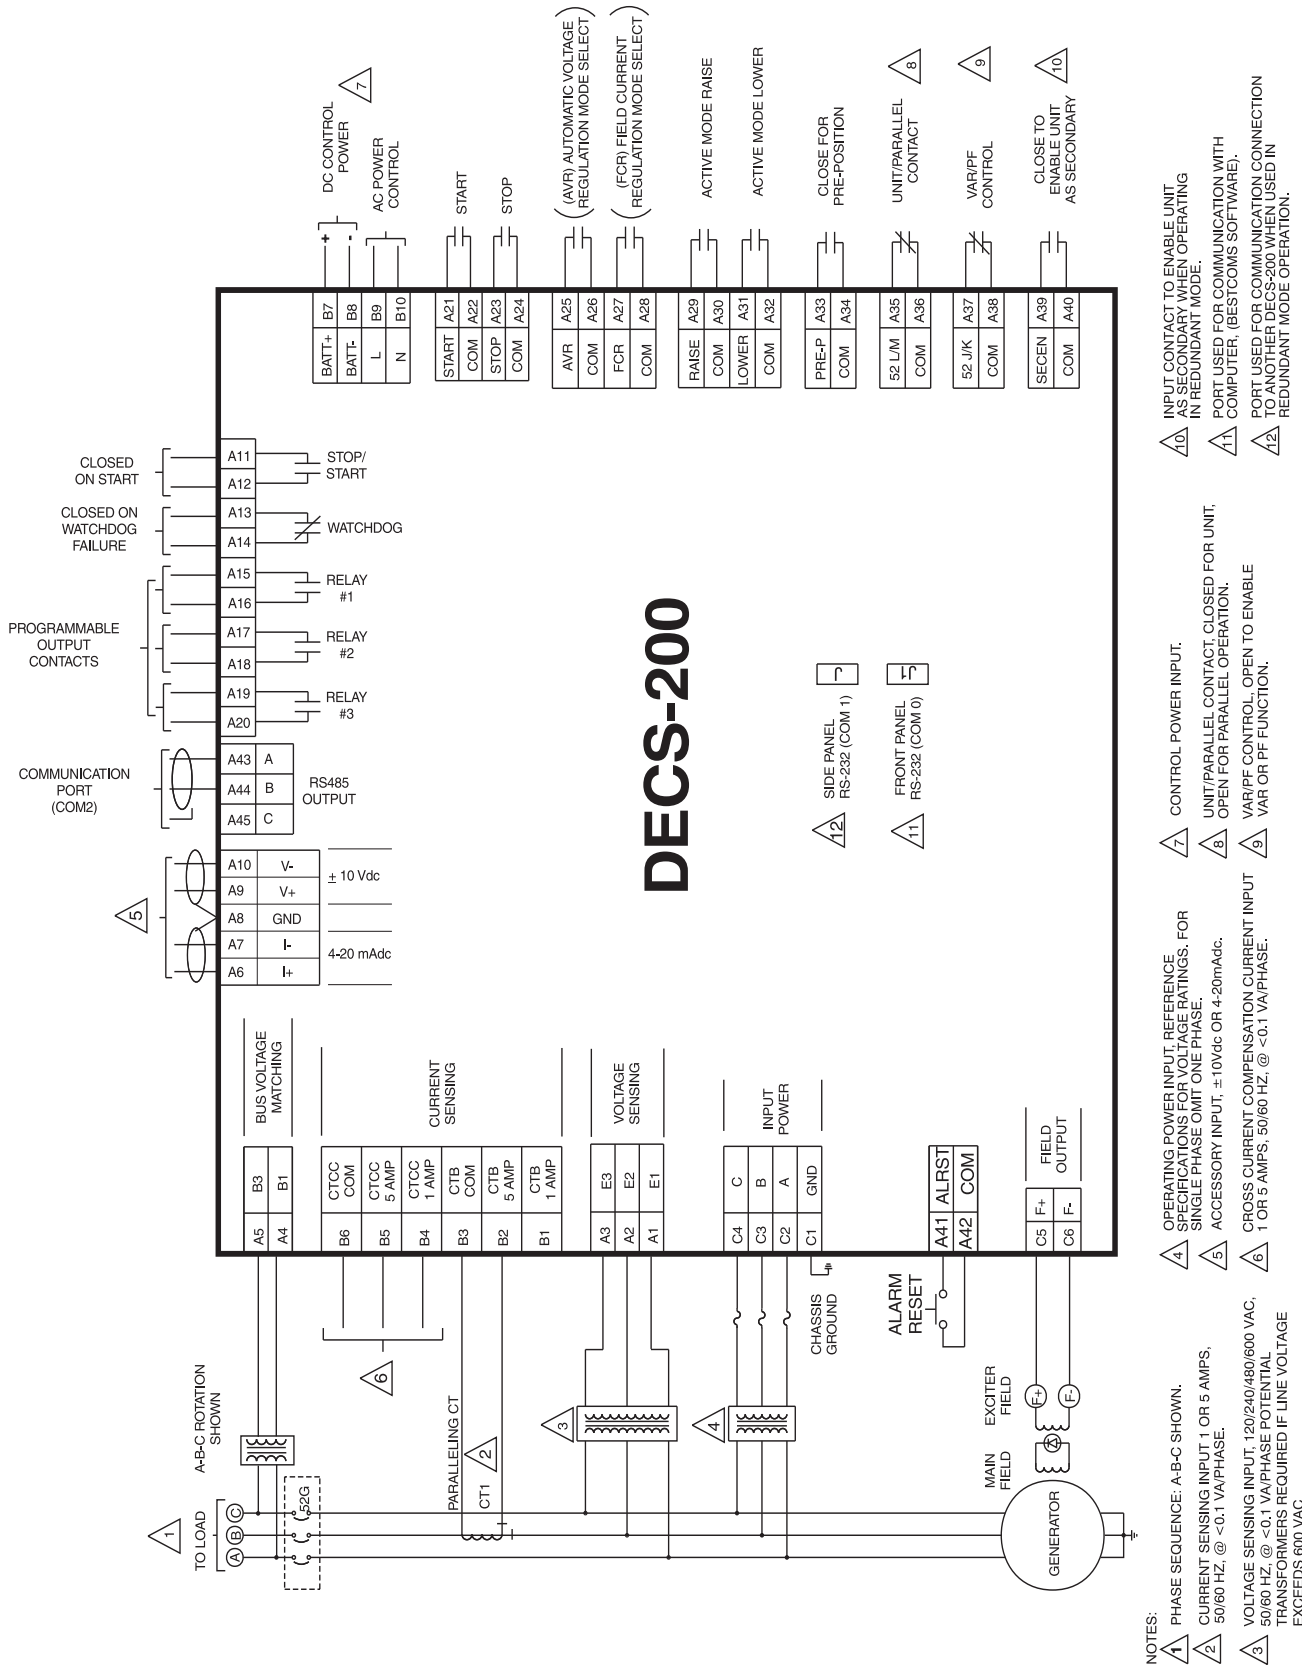 DC CONTROL
POWER
7
AC POWER
CONTROL
START
STOP
(AVR) AUTOMATIC VOLTAGE
REGULATION MODE SELECT
(FCR) FIELD CURRENT
REGULATION MODE SELECT
ACTIVE MODE RAISE
ACTIVE MODE LOWER
CLOSE FOR
PRE-POSITION
UNIT/PARALLEL
CONTACT
8
VAR/PF
CONTROL
9
CLOSE TO
ENABLE UNIT
AS SECONDARY
10
+
-
BATT+ B7
BATT- B8
L B9
N B10
START A21
COM A22
STOP A23
COM A24
AVR A25
COM A26
FCR A27
COM A28
RAISE A29
COM A30
LOWER A31
COM A32
PRE-P A33
COM A34
52 L/M A35
COM A36
52 J/K A37
COM A38
SECEN A39
COM A40
CLOSED
ON START
A11
A12
STOP/
START
CLOSED ON
WATCHDOG
FAILURE
A13
A14
WATCHDOG
PROGRAMMABLE
OUTPUT
CONTACTS
A15
A16
RELAY
#1
A17
A18
RELAY
#2
A19
A20
RELAY
#3
COMMUNICATION
PORT
(COM2)
A43 A
A44 B
A45 C
RS485
OUTPUT
5
A10 V-
A9 V+
A8 GND
A7 I-
A6 I+
± 10 Vdc
4-20 mAdc
DECS-200
12
SIDE PANEL
RS-232 (COM 1)
J
11
FRONT PANEL
RS-232 (COM 0)
J1
BUS VOLTAGE
MATCHING
A5 B3
A4 B1
CURRENT
SENSING
B6 CTCC
COM
B5 CTCC
5 AMP
B4 CTCC
1 AMP
B3 CTB
COM
B2 CTB
5 AMP
B1 CTB
1 AMP
VOLTAGE
SENSING
A3 E3
A2 E2
A1 E1
INPUT
POWER
C4 C
C3 B
C2 A
C1 GND
A41 ALRST
A42 COM
FIELD
OUTPUT
C5 F+
C6 F-
1
TO LOAD
A
B
C
A-B-C ROTATION
SHOWN
52G
6
PARALLELING CT
CT1
2
3
4
CHASSIS
GROUND
ALARM
RESET
EXCITER
FIELD
MAIN
FIELD
F+
F-
GENERATOR
NOTES:
1 PHASE SEQUENCE: A-B-C SHOWN.
2 CURRENT SENSING INPUT 1 OR 5 AMPS,
50/60 HZ, @ <0.1 VA/PHASE.
3 VOLTAGE SENSING INPUT, 120/240/480/600 VAC,
50/60 HZ, @ <0.1 VA/PHASE POTENTIAL
TRANSFORMERS REQUIRED IF LINE VOLTAGE
EXCEEDS 600 VAC
4 OPERATING POWER INPUT, REFERENCE
SPECIFICATIONS FOR VOLTAGE RATINGS. FOR
SINGLE PHASE OMIT ONE PHASE.
5 ACCESSORY INPUT, ±10Vdc OR 4-20mAdc.
6 CROSS CURRENT COMPENSATION CURRENT INPUT
1 OR 5 AMPS, 50/60 HZ, @ <0.1 VA/PHASE.
7 CONTROL POWER INPUT.
8 UNIT/PARALLEL CONTACT, CLOSED FOR UNIT,
OPEN FOR PARALLEL OPERATION.
9 VAR/PF CONTROL, OPEN TO ENABLE
VAR OR PF FUNCTION.
10 INPUT CONTACT TO ENABLE UNIT
AS SECONDARY WHEN OPERATING
IN REDUNDANT MODE.
11 PORT USED FOR COMMUNICATION WITH
COMPUTER, (BESTCOMS SOFTWARE).
12 PORT USED FOR COMMUNICATION CONNECTION
TO ANOTHER DECS-200 WHEN USED IN
REDUNDANT MODE OPERATION.